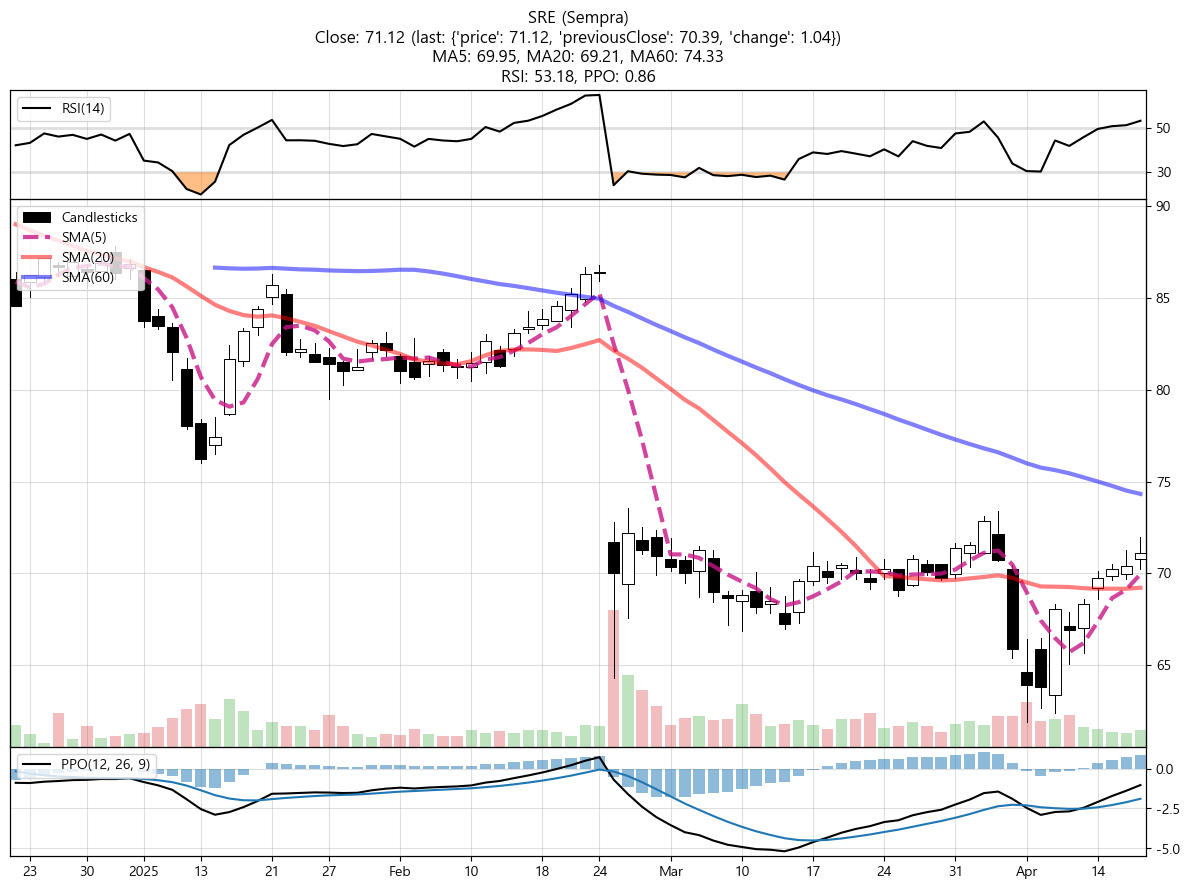 SRE (Sempra)
Close: 71.12 (last: {'price': 71.12, 'previousClose': 70.39, 'change': 1.04})
MA5: 69.95, MA20: 69.21, MA60: 74.33
RSI: 53.18, PPO: 0.86
RSI(14)
50
30
Candlesticks
SMA(5)
SMA(20)
SMA(60)
90
85
80
75
70
65
PPO(12, 26, 9)
0.0
-2.5
-5.0
23 30 2025 13 21 27 Feb 10 18 24 Mar 10 17 24 31 Apr 14